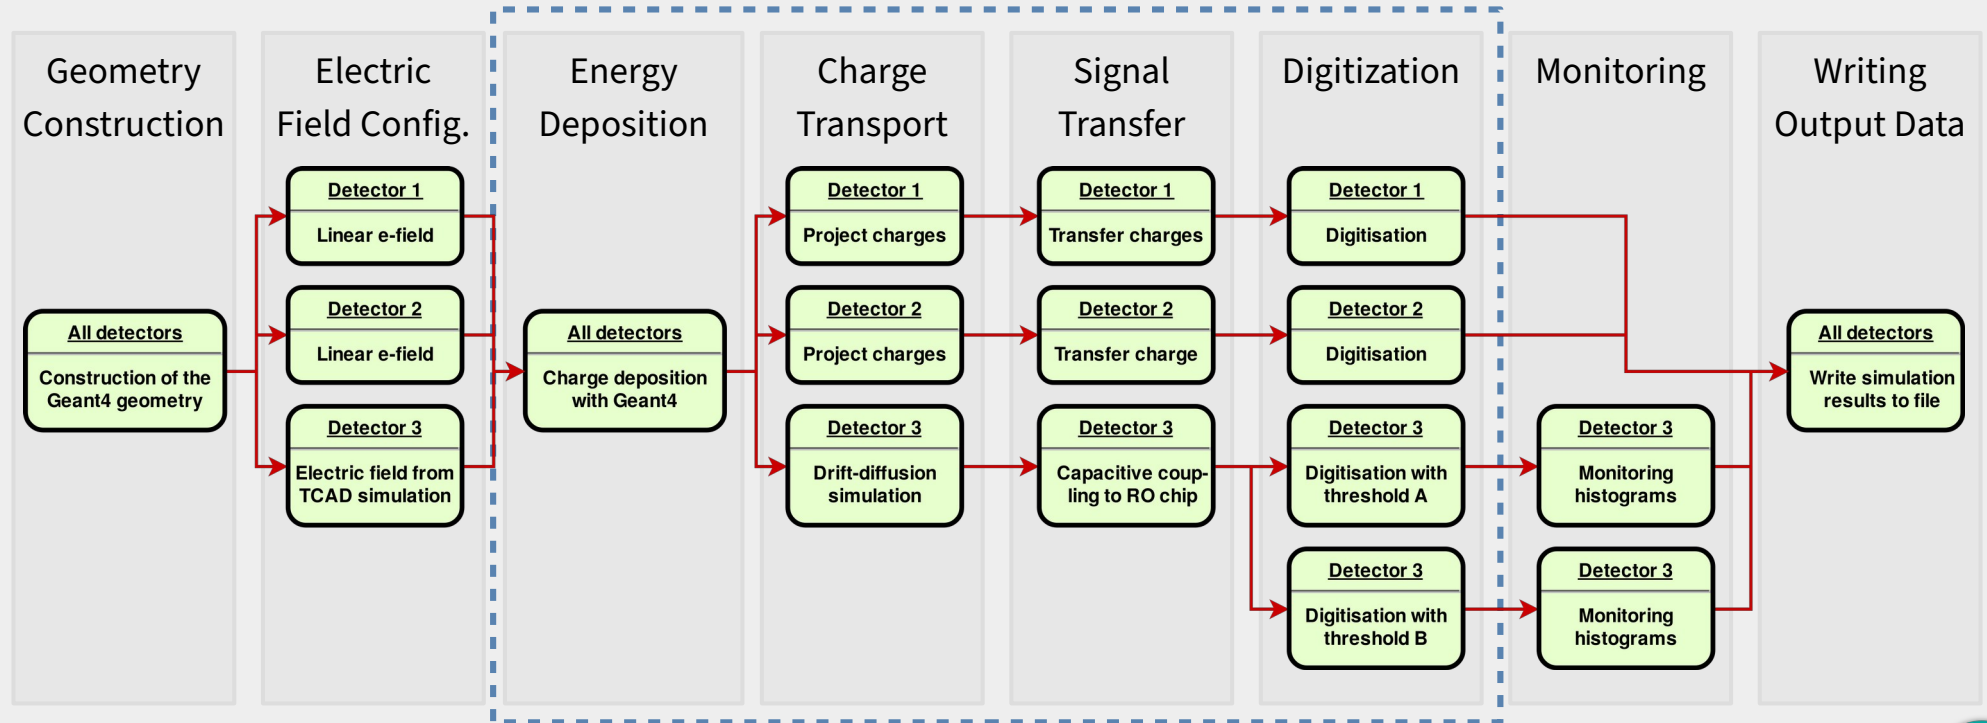 Geometry
Construction
Electric
Field Config.
Energy
Deposition
Charge
Transport
Signal
Transfer
Digitization
Monitoring
Writing
Output Data
All detectors
Construction of the
Geant4 geometry
Detector 1
Linear e-field
Detector 2
Linear e-field
Detector 3
Electric field from
TCAD simulation
All detectors
Charge deposition
with Geant4
Detector 1
Project charges
Detector 2
Project charges
Detector 3
Drift-diffusion
simulation
Detector 1
Transfer charges
Detector 2
Transfer charge
Detector 3
Capacitive coup-
ling to RO chip
Detector 1
Digitisation
Detector 2
Digitisation
Detector 3
Digitisation with
threshold A
Detector 3
Digitisation with
threshold B
Detector 3
Monitoring
histograms
Detector 3
Monitoring
histograms
All detectors
Write simulation
results to file